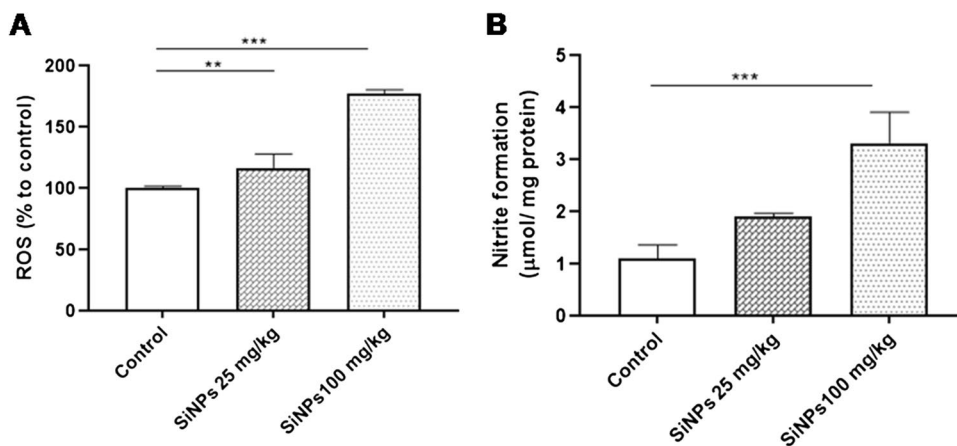 A
***
**
200
150
100
50
0
ROS (% to control)
Control
SiNPs 25 mg/kg
SiNPs100 mg/kg
B
***
5
4
3
2
1
0
Nitrite formation
(µmol/ mg protein)
Control
SiNPs 25 mg/kg
SiNPs100 mg/kg